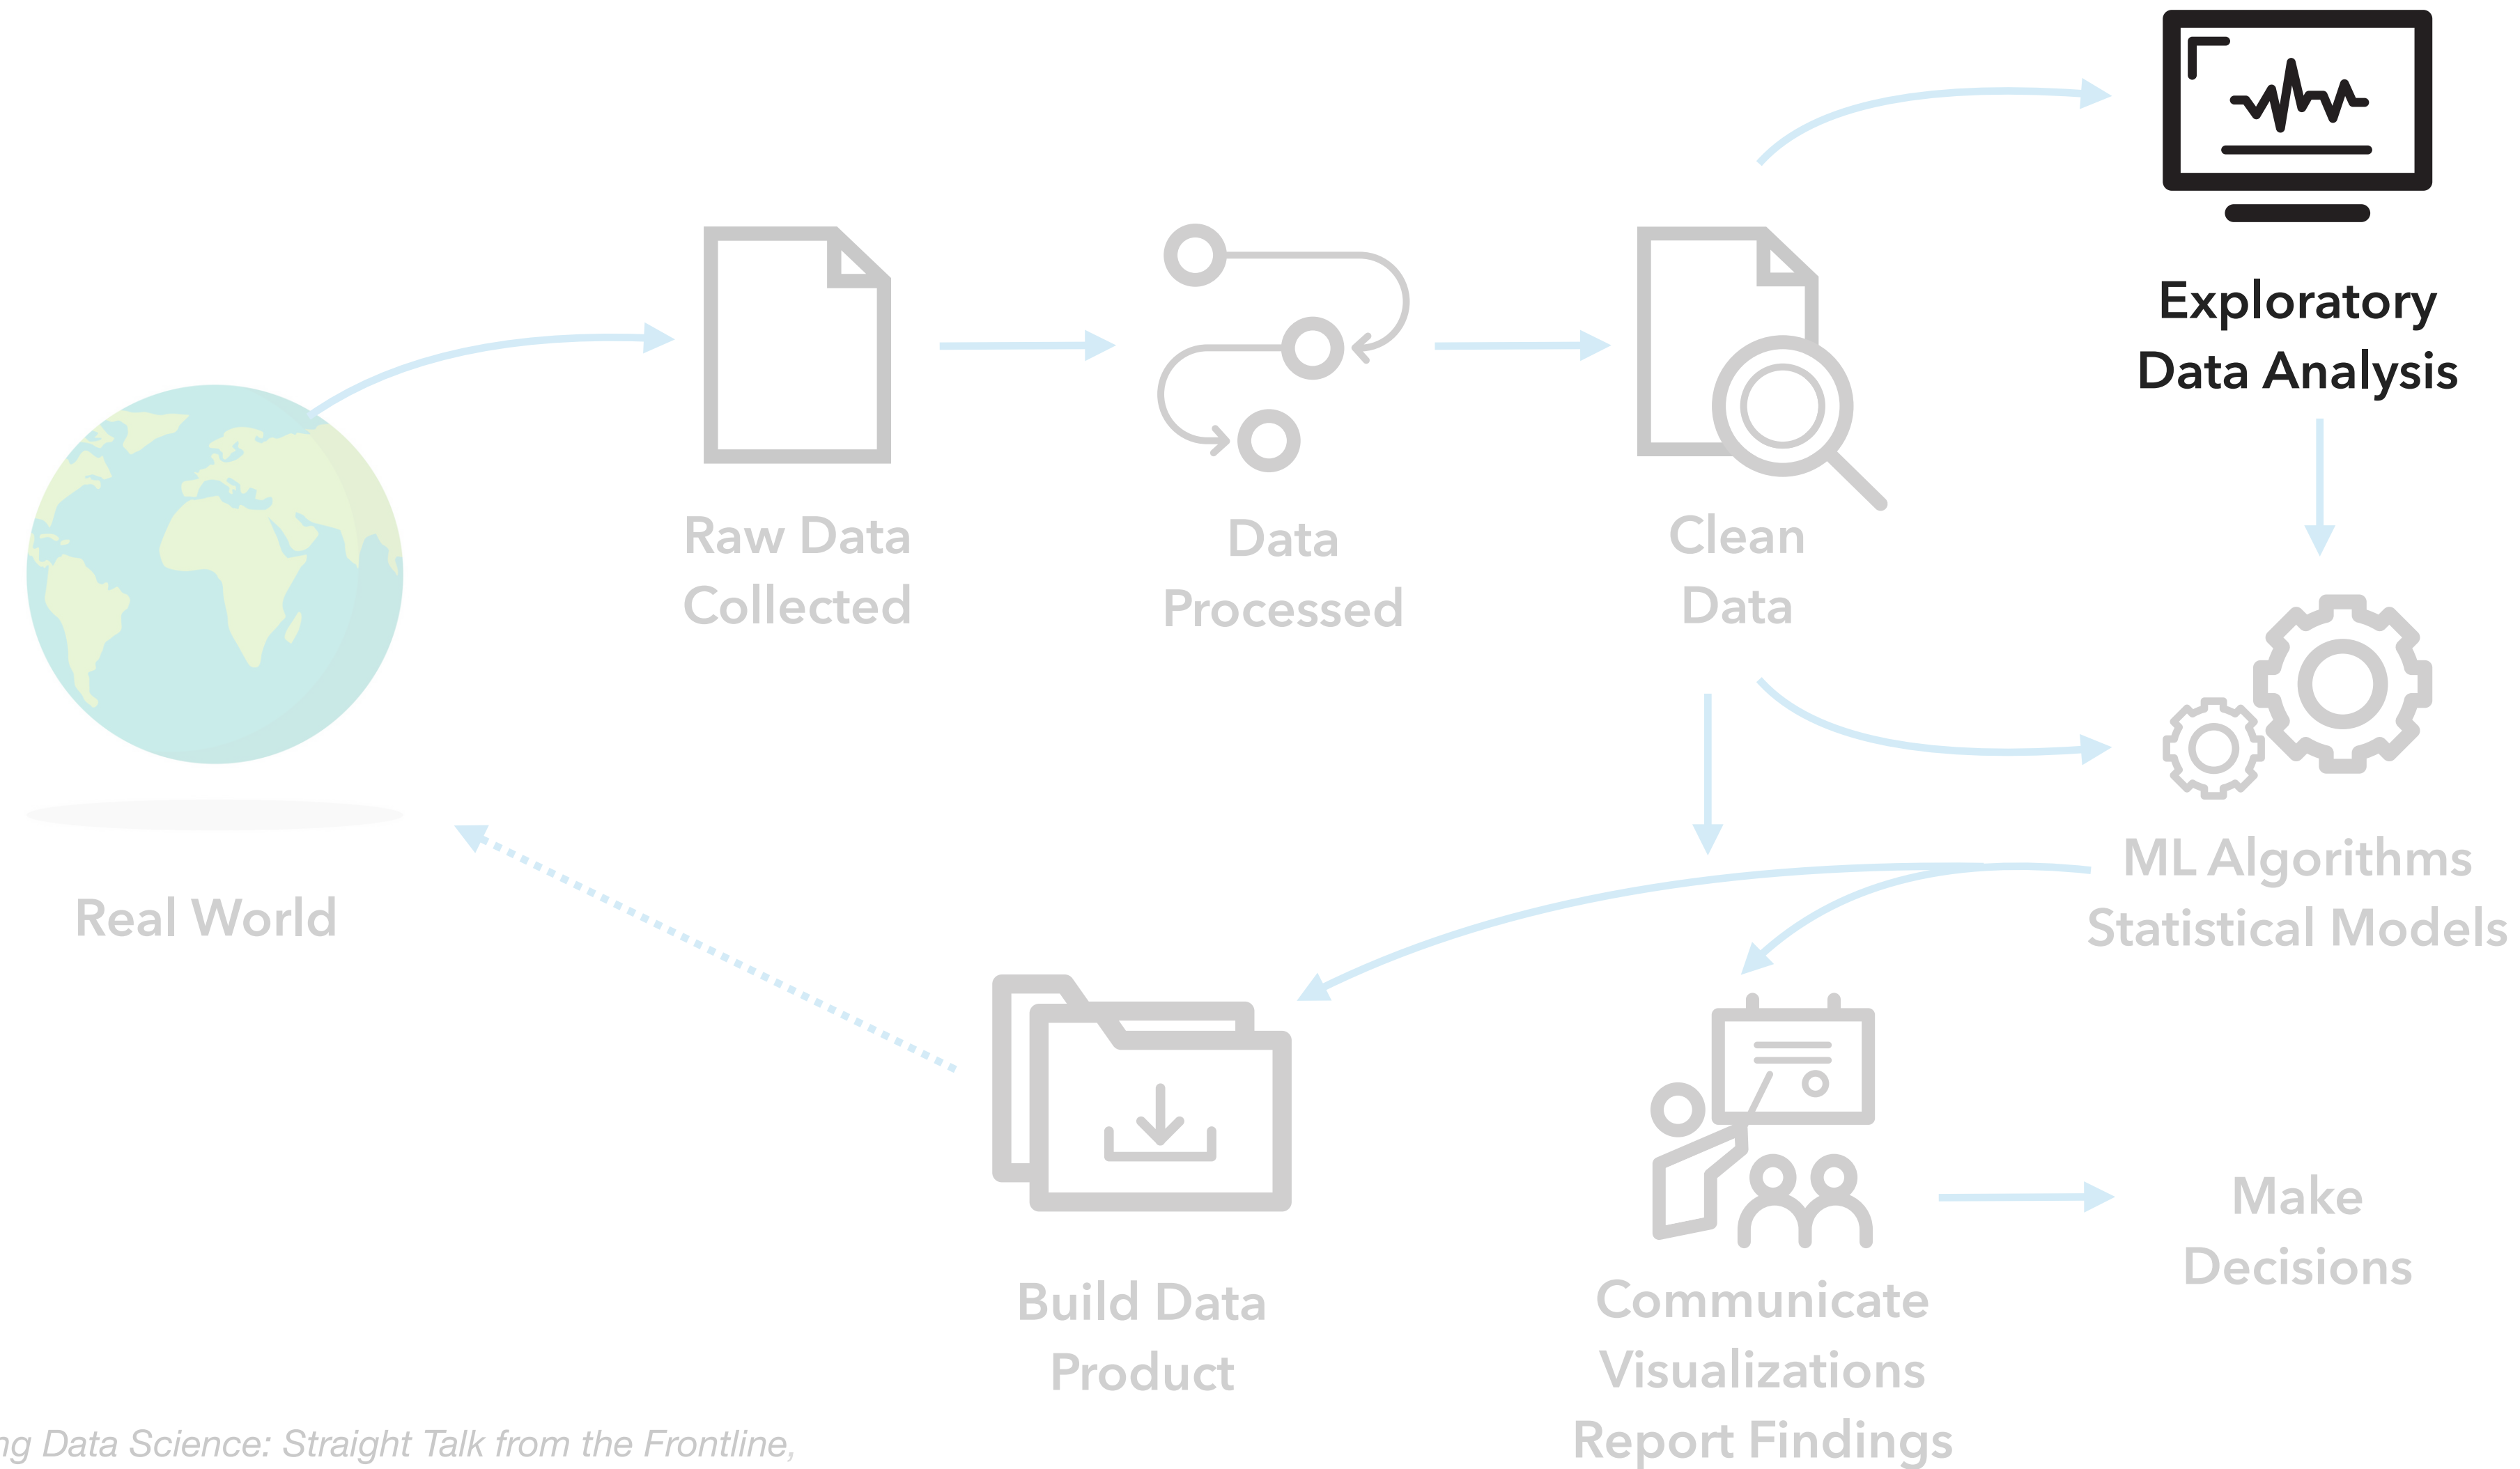 Exploratory
Data Analysis
Raw Data
Collected
Data
Processed
Clean
Data
ML Algorithms
Statistical Models
Real World
Make
Decisions
Build Data
Product
Communicate
Visualizations
Report Findings
ng Data Science: Straight Talk from the Frontline,